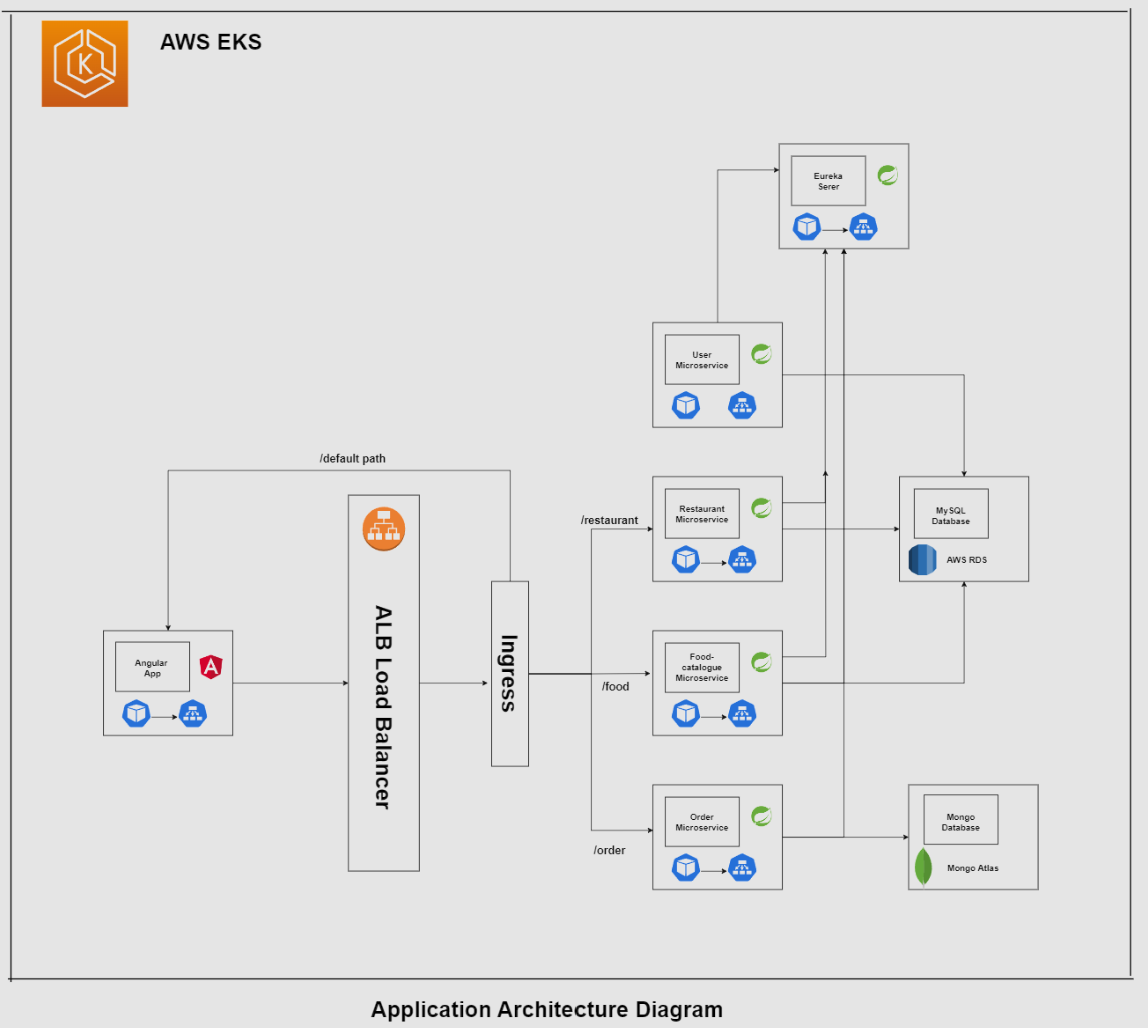 AWS EKS
Eureka
Serer
User
Microservice
/default path
/restaurant
Restaurant
Microservice
MySQL
Database
AWS RDS
Angular
App
ALB Load Balancer
Ingress
/food
Food-
catalogue
Microservice
/order
Order
Microservice
Mongo
Database
Mongo Atlas
Application Architecture Diagram